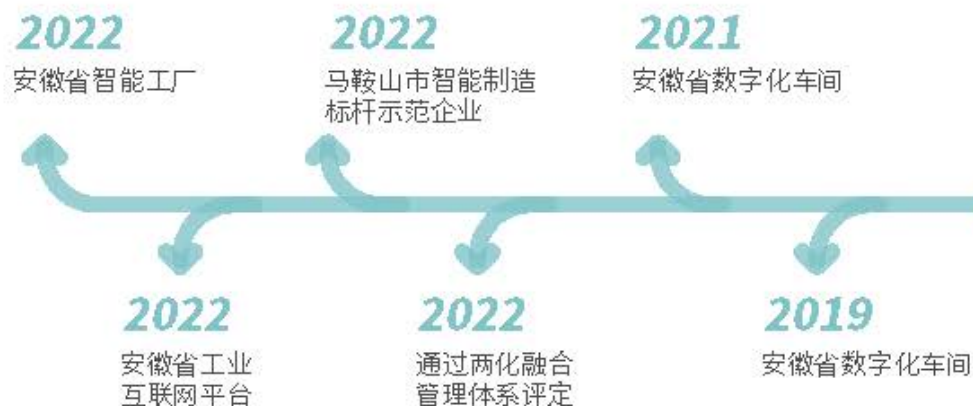 2022
安徽省智能工厂
2022
马鞍山市智能制造
标杆示范企业
2021
安徽省数字化车间
2022
安徽省工业
互联网平台
2022
通过两化融合
管理体系评定
2019
安徽省数字化车间